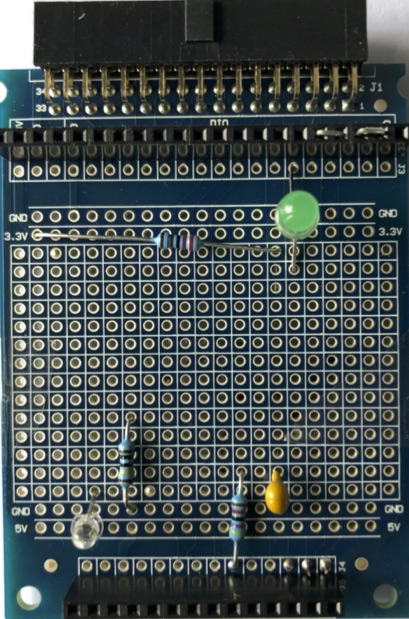 34 2 J1
33 1
DIO
J3
GND GND
3.3V 3.3V
GND GND
5V 5V
J4